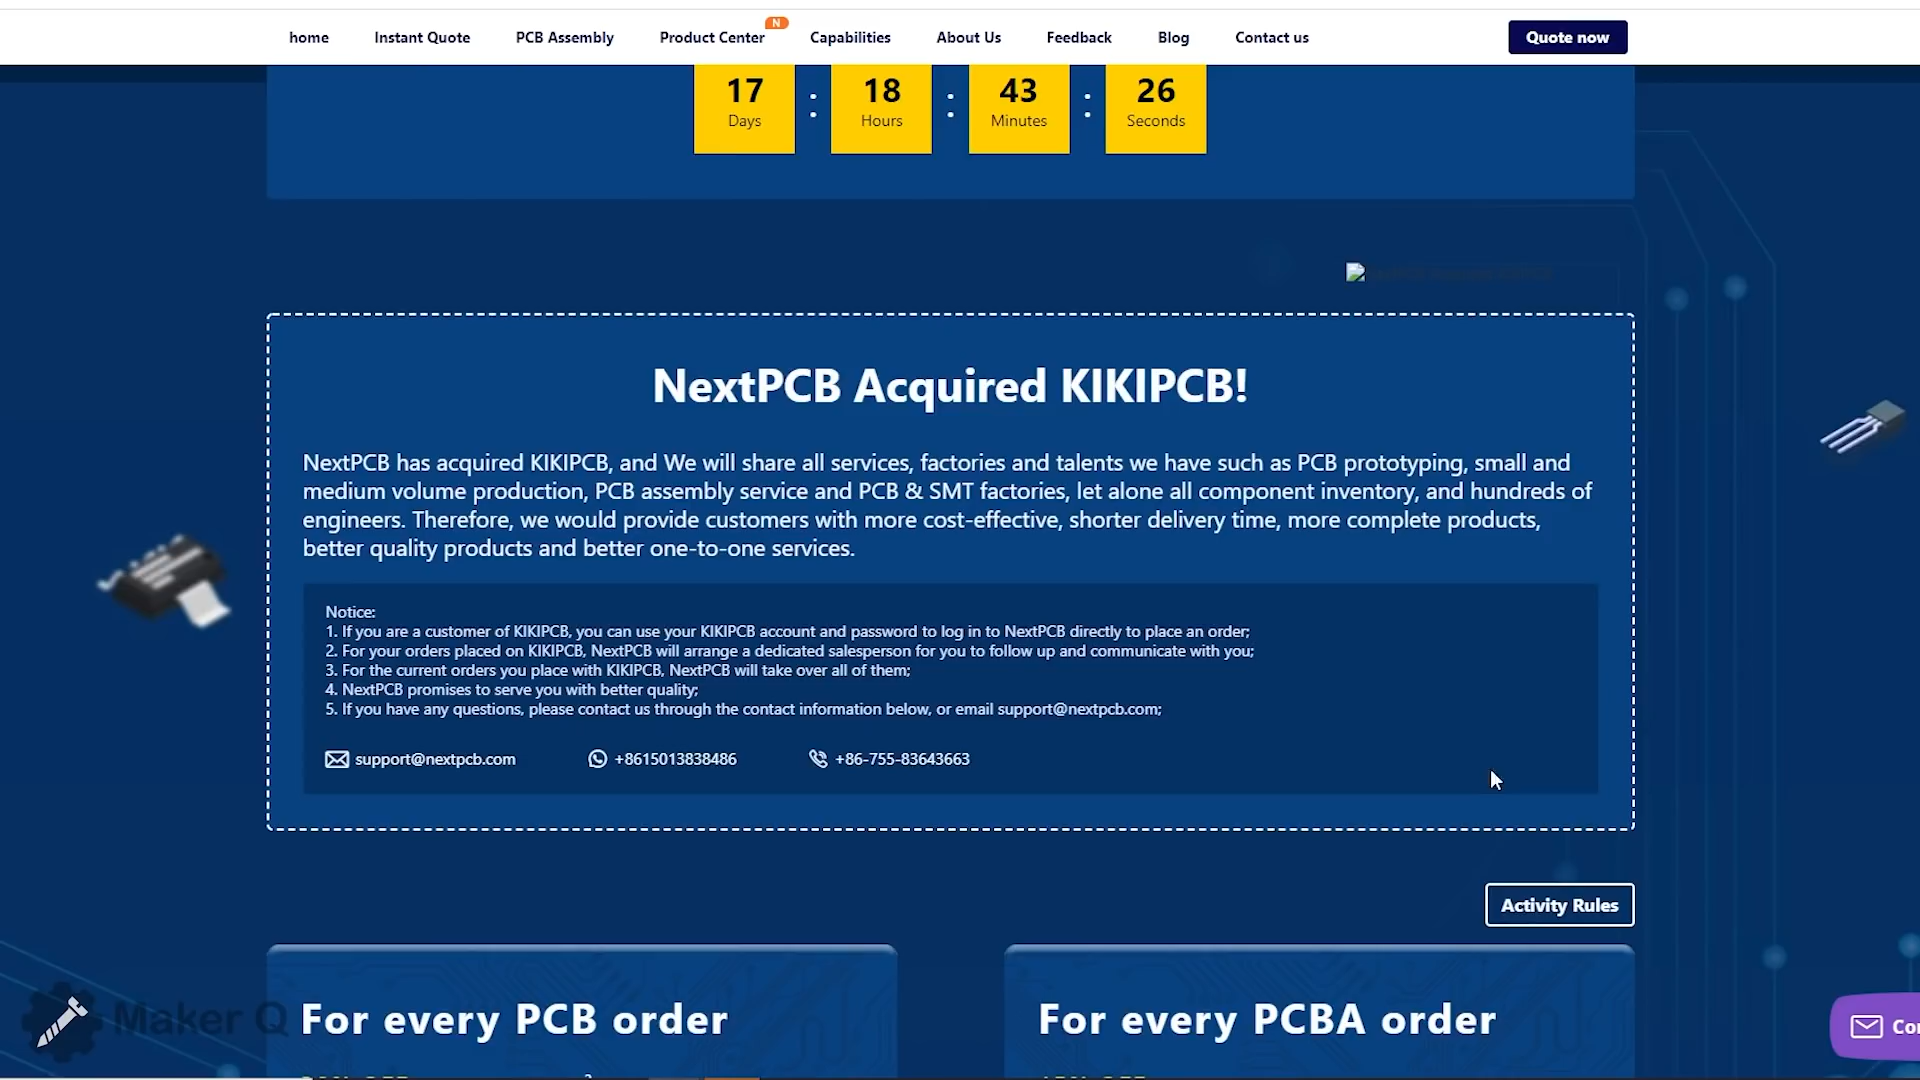 home Instant Quote PCB Assembly Product Center N Capabilities About Us Feedback Blog Contact us Quote now
17 : 18 : 43 : 26
Days Hours Minutes Seconds
NextPCB Acquired KIKIPCB!
NextPCB has acquired KIKIPCB, and We will share all services, factories and talents we have such as PCB prototyping, small and
medium volume production, PCB assembly service and PCB & SMT factories, let alone all component inventory, and hundreds of
engineers. Therefore, we would provide customers with more cost-effective, shorter delivery time, more complete products,
better quality products and better one-to-one services.
Notice:
1. If you are a customer of KIKIPCB, you can use your KIKIPCB account and password to log in to NextPCB directly to place an order;
2. For your orders placed on KIKIPCB, NextPCB will arrange a dedicated salesperson for you to follow up and communicate with you;
3. For the current orders you place with KIKIPCB, NextPCB will take over all of them;
4. NextPCB promises to serve you with better quality;
5. If you have any questions, please contact us through the contact information below, or email support@nextpcb.com;
support@nextpcb.com +8615013838486 +86-755-83643663
Activity Rules
Maker Q For every PCB order For every PCBA order